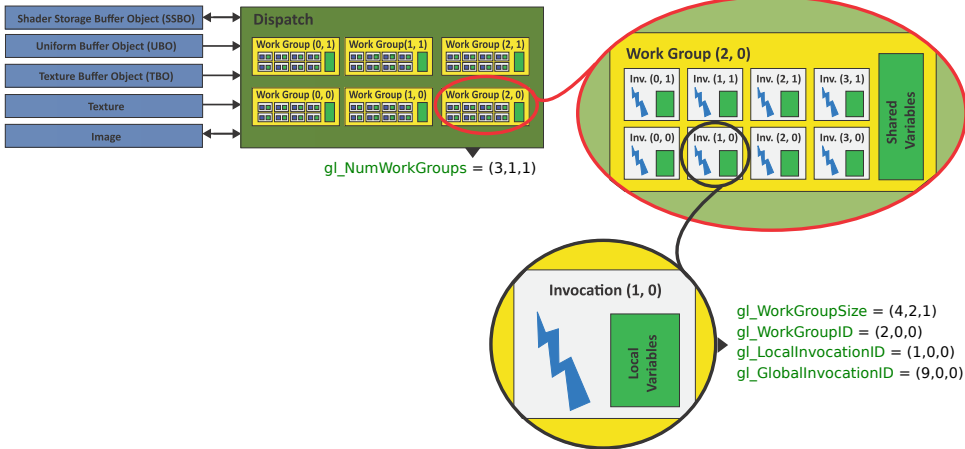 Shader Storage Buffer Object (SSBO)
Uniform Buffer Object (UBO)
Texture Buffer Object (TBO)
Texture
Image
Dispatch
Work Group (0, 1)
Work Group(1, 1)
Work Group (2, 1)
Work Group (0, 0)
Work Group (1, 0)
Work Group (2, 0)
gl_NumWorkGroups = (3,1,1)
Work Group (2, 0)
Inv. (0, 1)
Inv. (1, 1)
Inv. (2, 1)
Inv. (3, 1)
Inv. (0, 0)
Inv. (1, 0)
Inv. (2, 0)
Inv. (3, 0)
Shared
Variables
Invocation (1, 0)
Local
Variables
gl_WorkGroupSize = (4,2,1)
gl_WorkGroupID = (2,0,0)
gl_LocalInvocationID = (1,0,0)
gl_GlobalInvocationID = (9,0,0)